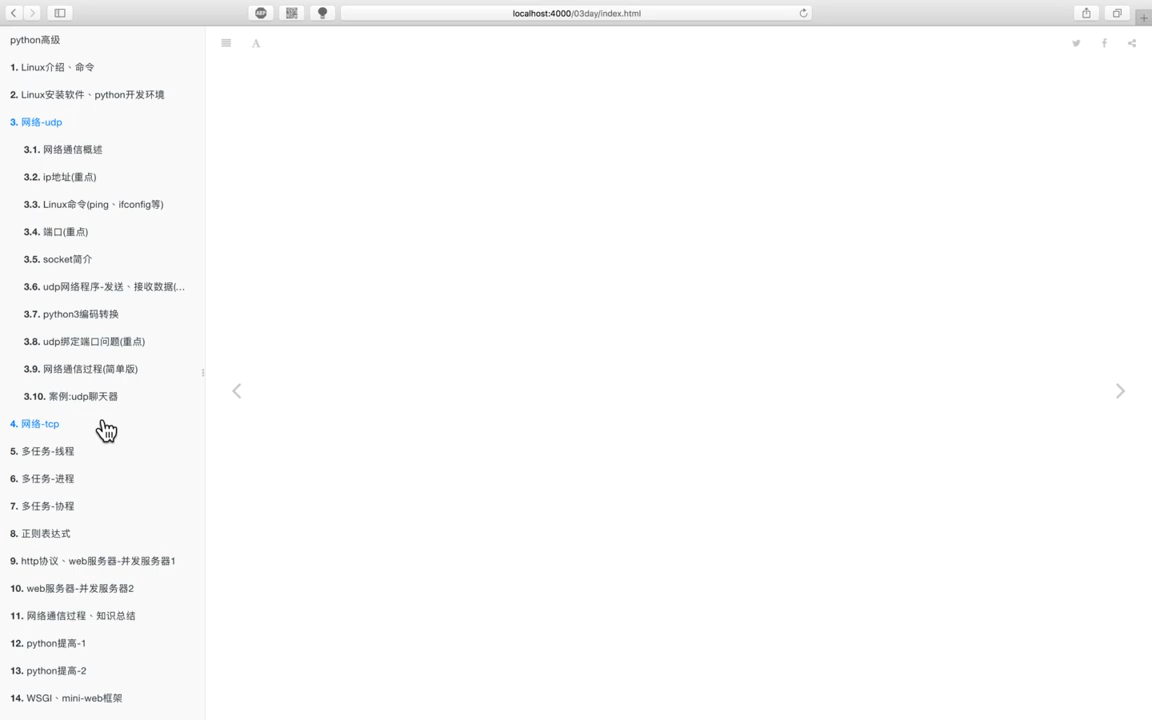 localhost:4000/03day/index.html
python高级
1. Linux介绍、命令
2. Linux安装软件、python开发环境
3. 网络-udp
3.1. 网络通信概述
3.2. ip地址(重点)
3.3. Linux命令(ping、ifconfig等)
3.4. 端口(重点)
3.5. socket简介
3.6. udp网络程序-发送、接收数据(...
3.7. python3编码转换
3.8. udp绑定端口问题(重点)
3.9. 网络通信过程(简单版)
3.10. 案例:udp聊天器
4. 网络-tcp
5. 多任务-线程
6. 多任务-进程
7. 多任务-协程
8. 正则表达式
9. http协议、web服务器-并发服务器1
10. web服务器-并发服务器2
11. 网络通信过程、知识总结
12. python提高-1
13. python提高-2
14. WSGI、mini-web框架
A
ABP